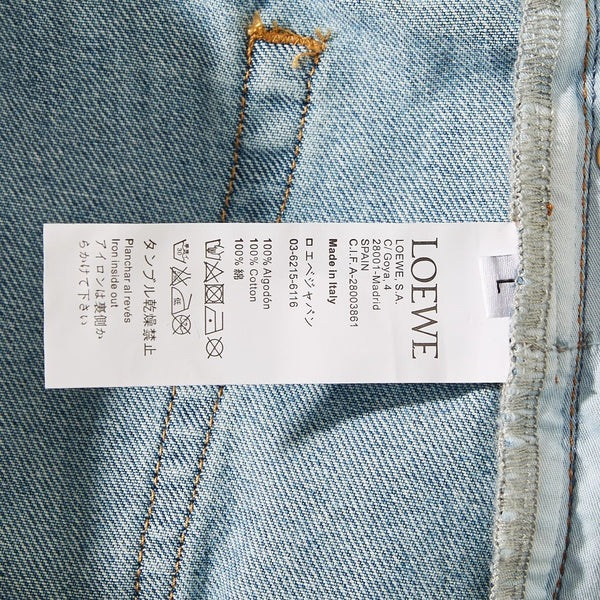 LOEWE
LOEWE, S.A.
C/ Goya, 4
28001-Madrid
SPAIN
C.I.F.A-28003861
Made in Italy
ロエベジャパン
03-6215-6116
100% Algodón
100% Cotton
100% 綿
タンブル乾燥禁止
Planchar al revés
Iron inside out
アイロンは裏側か
らかけて下さい
L